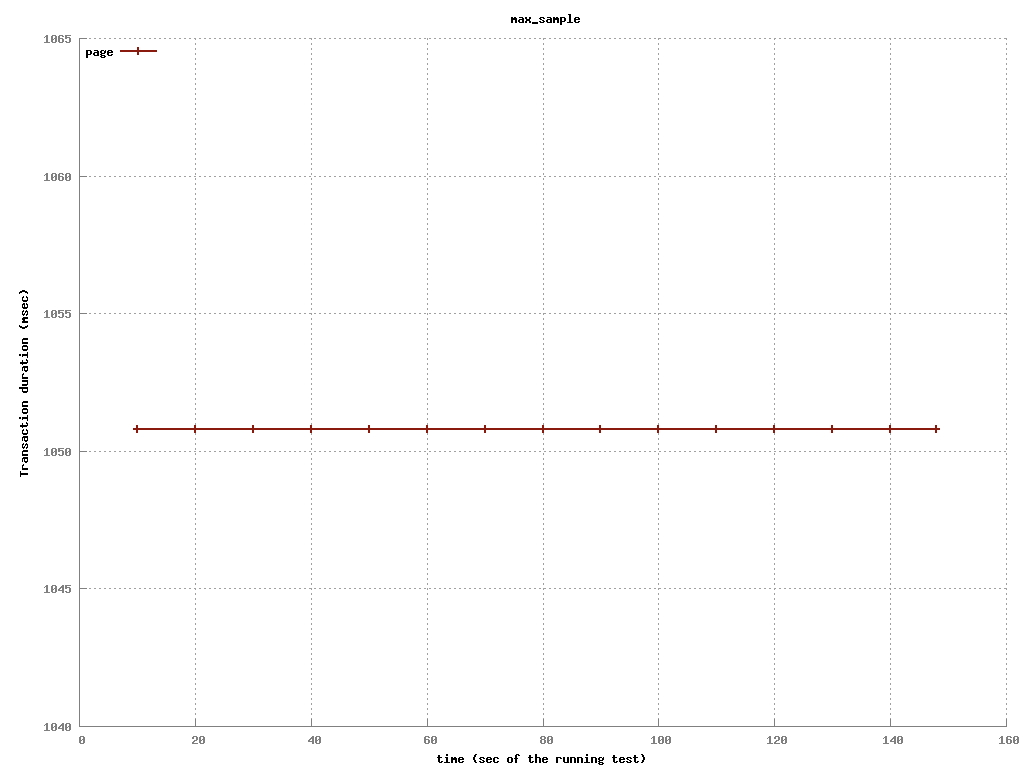 max_sample
1065
page
1060
1055
Transaction duration (msec)
1050
1045
1040
0 20 40 60 80 100 120 140 160
time (sec of the running test)